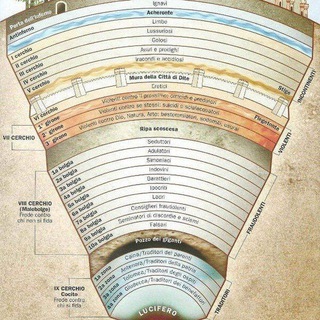 Ignavi
Porta dell'Inferno
Acheronte
Antinferno
Limbo
I cerchio
Lussuriosi
II cerchio
Golosi
III cerchio
Avari e prodighi
IV cerchio
Iracondi e accidiosi
V cerchio
Stige
Mura della Città di Dite
INCONTINENTI
Eretici
VI cerchio
Violenti contro il prossimo: omicidi e predoni
1° girone
Flegetonte
Violenti contro se stessi: suicidi e scialacquatori
2° girone
Violenti contro Dio, Natura, Arte: bestemmiatori, sodomiti, usurai
3° girone
VII CERCHIO
Ripa scoscesa
VIOLENTI
Seduttori
1a bolgia
Adulatori
2a bolgia
Simoniaci
3a bolgia
Indovini
4a bolgia
Barattieri
5a bolgia
Ipocriti
6a bolgia
Ladri
7a bolgia
Consiglieri fraudolenti
8a bolgia
Seminatori di discordie e scismi
9a bolgia
Falsari
10a bolgia
VIII CERCHIO
(Malebolge)
Frode contro
chi non si fida
FRAUDOLENTI
Pozzo dei giganti
1a zona
Caina/Traditori dei parenti
2a zona
Antenora/Traditori della patria
3a zona
Tolomea/Traditori degli ospiti
4a zona
Giudecca/Traditori dei benefattori
IX CERCHIO
Cocito
Frode contro
chi si fida
TRADITORI
LUCIFERO